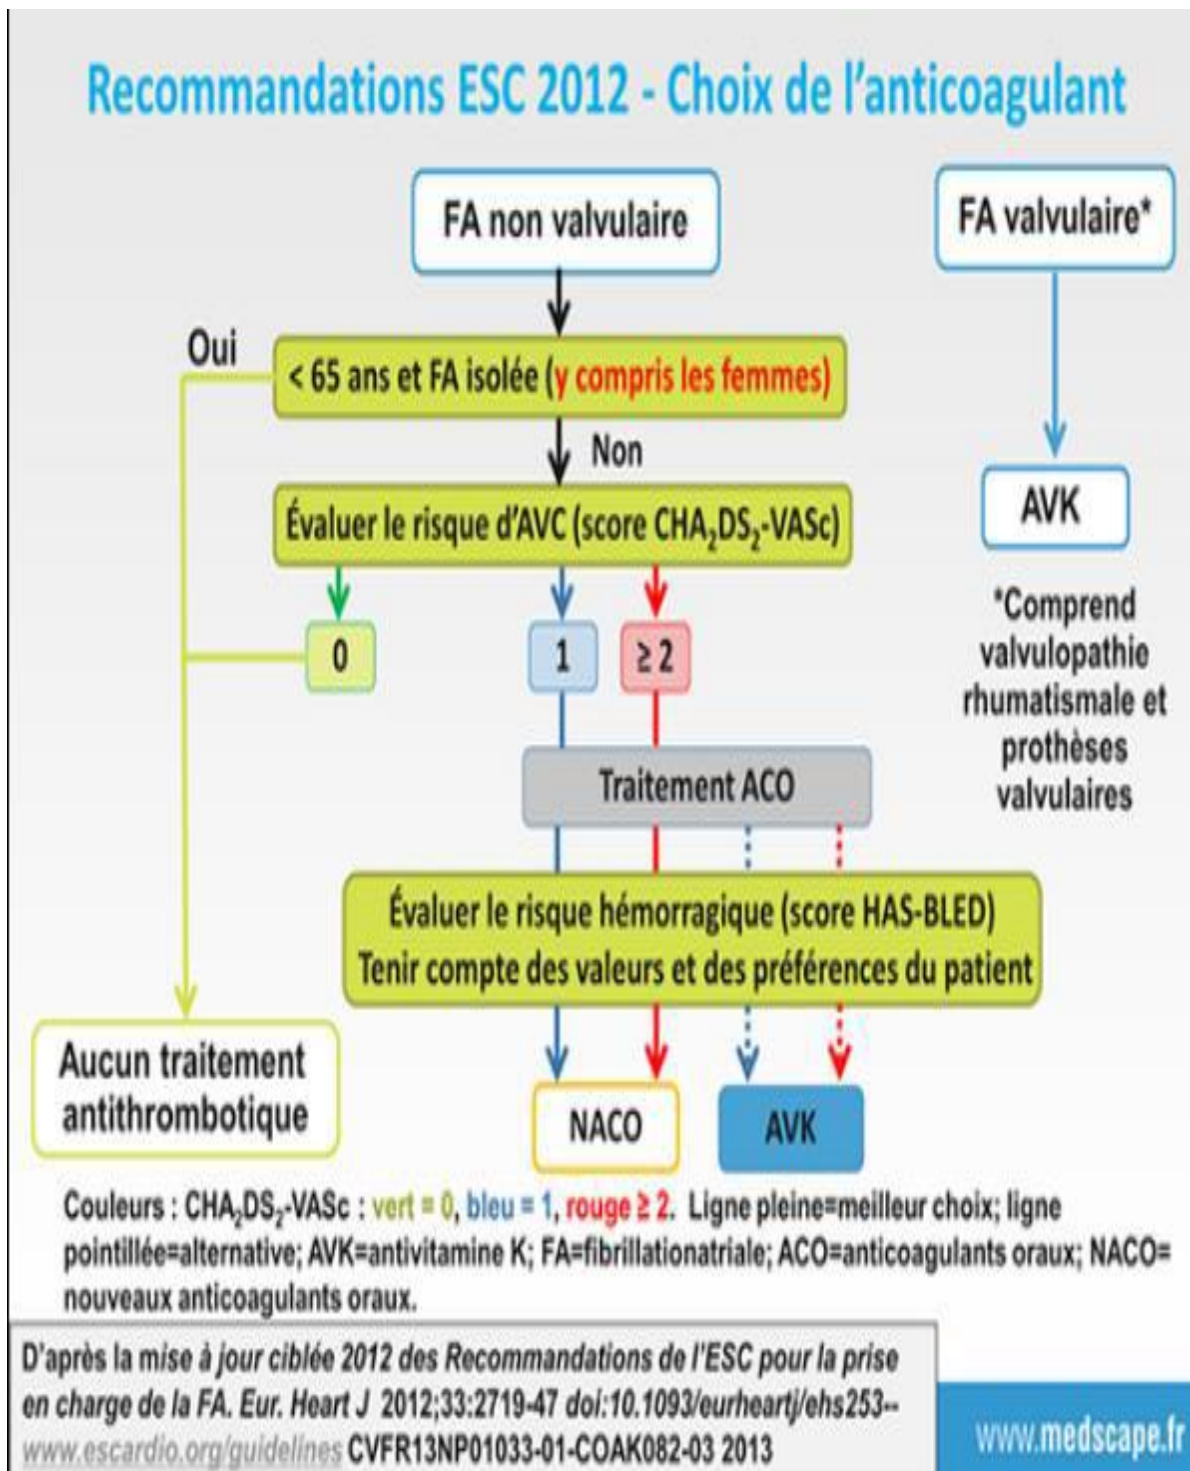 Recommandations ESC 2012 - Choix de l'anticoagulant
FA non valvulaire
FA valvulaire*
Oui
< 65 ans et FA isolée (y compris les femmes)
Non
Évaluer le risque d'AVC (score CHA₂DS₂-VASc)
AVK
0
1
≥ 2
*Comprend
valvulopathie
rhumatismale et
prothèses
valvulaires
Traitement ACO
Évaluer le risque hémorragique (score HAS-BLED)
Tenir compte des valeurs et des préférences du patient
Aucun traitement
antithrombotique
NACO
AVK
Couleurs : CHA₂DS₂-VASc : vert = 0, bleu = 1, rouge ≥ 2. Ligne pleine=meilleur choix; ligne
pointillée=alternative; AVK=antivitamine K; FA=fibrillationatriale; ACO=anticoagulants oraux; NACO=
nouveaux anticoagulants oraux.
D'après la mise à jour ciblée 2012 des Recommandations de l'ESC pour la prise
en charge de la FA. Eur. Heart J 2012;33:2719-47 doi:10.1093/eurheartj/ehs253--
www.escardio.org/guidelines CVFR13NP01033-01-COAK082-03 2013
www.medscape.fr